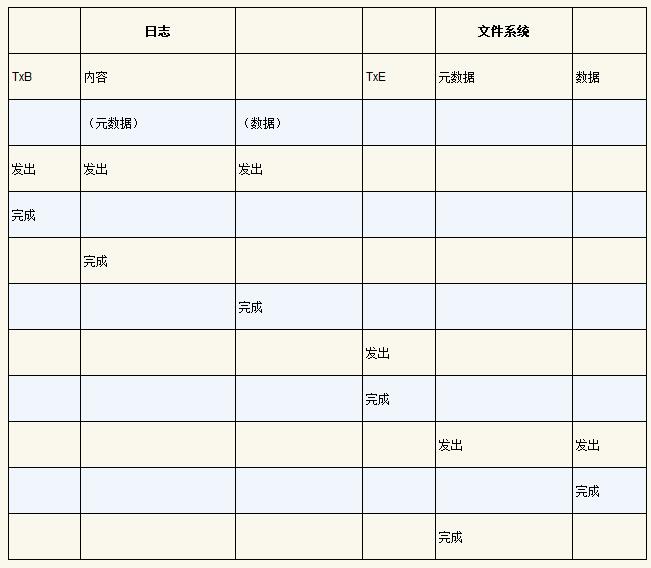 日志 文件系统
TxB 内容 TxE 元数据 数据
（元数据） （数据）
发出 发出 发出
完成
完成
完成
发出
完成
发出 发出
完成
完成